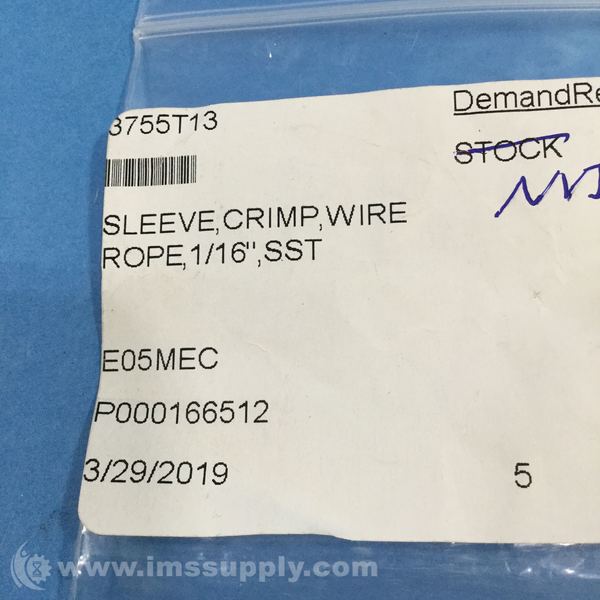 3755T13
DemandRe
STOCK
SLEEVE,CRIMP,WIRE
ROPE,1/16",SST
E05MEC
P000166512
3/29/2019
5
www.imssupply.com